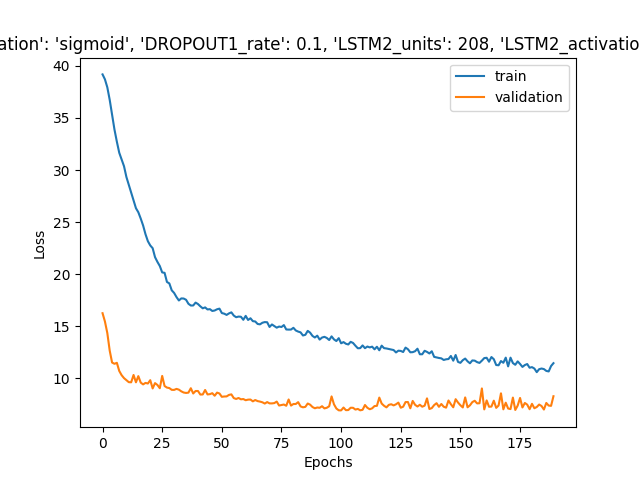 ation': 'sigmoid', 'DROPOUT1_rate': 0.1, 'LSTM2_units': 208, 'LSTM2_activatio
40
35
30
25
20
15
10
Loss
train
validation
0 25 50 75 100 125 150 175
Epochs